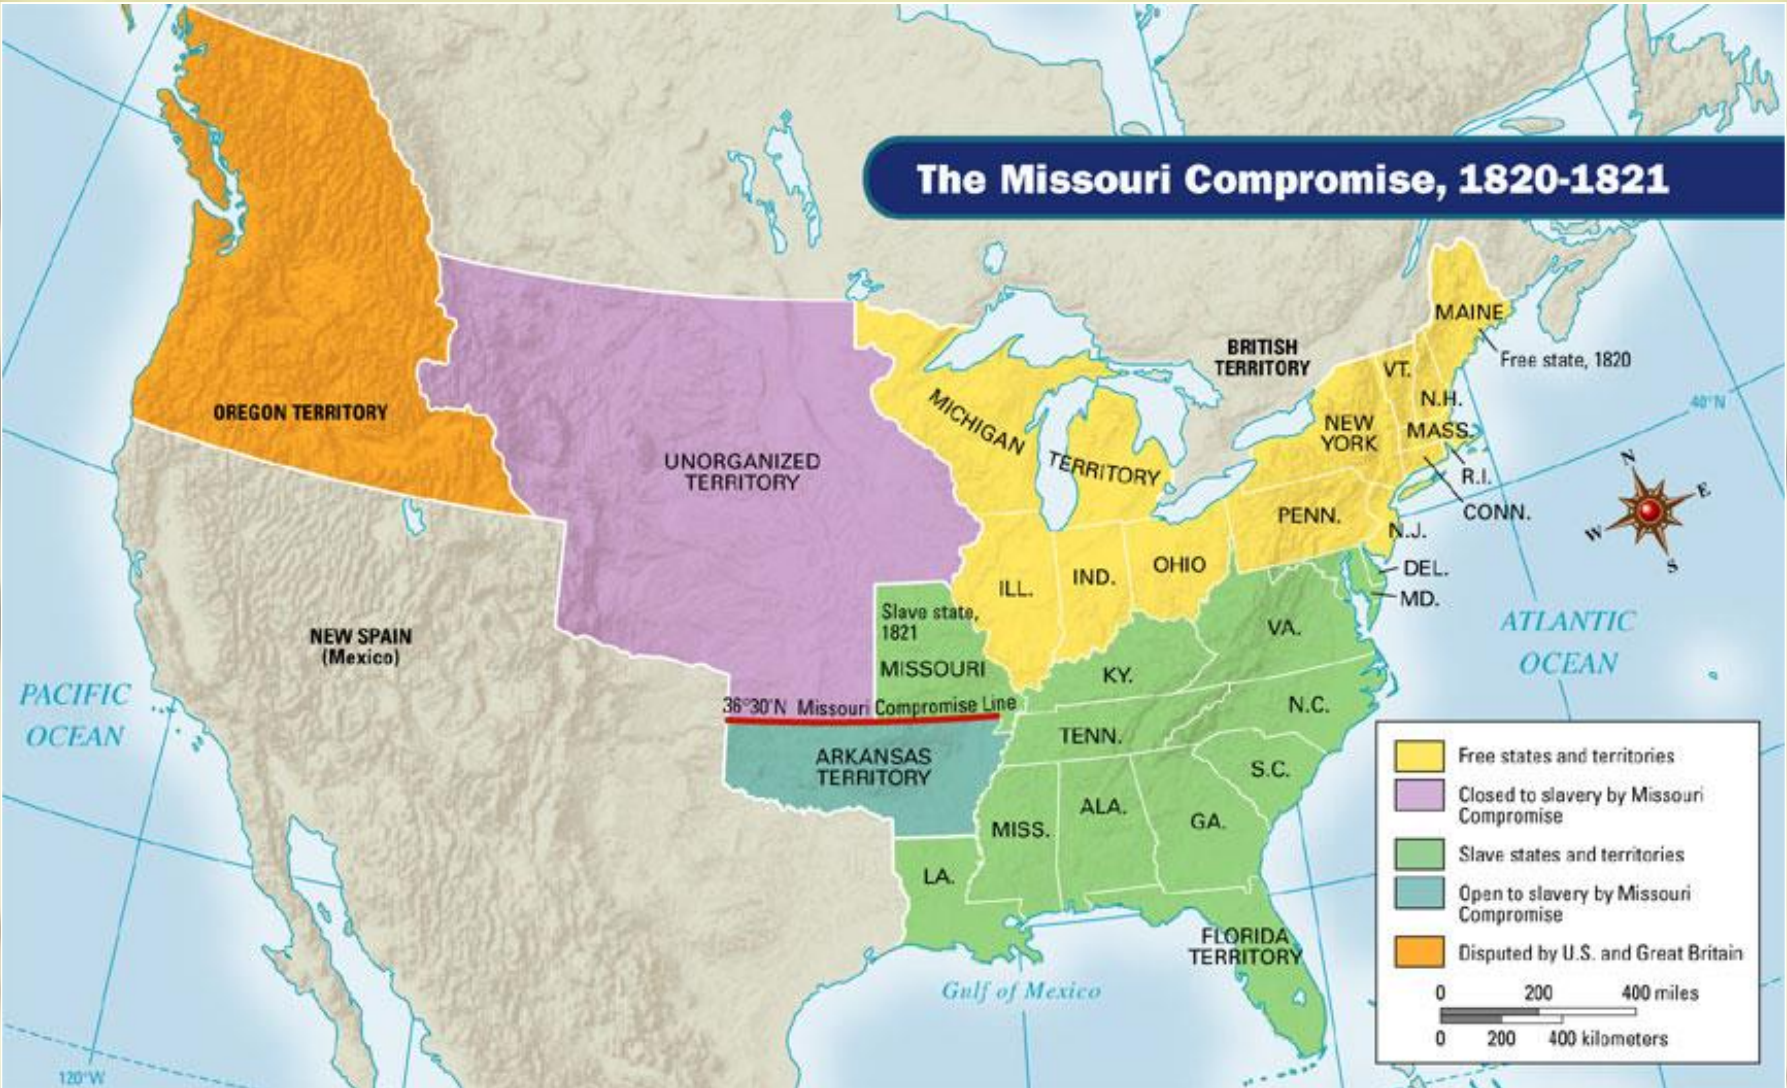 The Missouri Compromise, 1820-1821
MAINE
Free state, 1820
BRITISH
TERRITORY
VT.
N.H.
40°N
OREGON TERRITORY
MICHIGAN
TERRITORY
NEW
YORK
MASS.
R.I.
CONN.
UNORGANIZED
TERRITORY
PENN.
N.J.
N
E
W
S
DEL.
MD.
OHIO
IND.
ILL.
Slave state,
1821
MISSOURI
NEW SPAIN
(Mexico)
VA.
ATLANTIC
OCEAN
KY.
PACIFIC
OCEAN
36°30'N Missouri Compromise Line
N.C.
TENN.
ARKANSAS
TERRITORY
S.C.
ALA.
MISS.
GA.
LA.
FLORIDA
TERRITORY
Gulf of Mexico
120°W
Free states and territories
Closed to slavery by Missouri
Compromise
Slave states and territories
Open to slavery by Missouri
Compromise
Disputed by U.S. and Great Britain
0 200 400 miles
0 200 400 kilometers